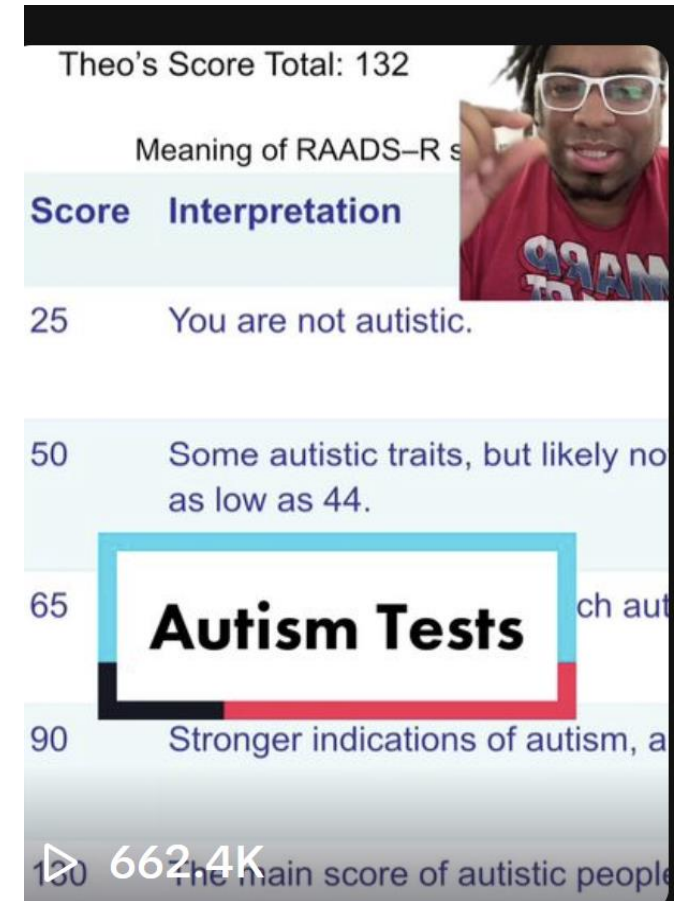 Theo's Score Total: 132
Meaning of RAADS–R s
Score Interpretation
25 You are not autistic.
50 Some autistic traits, but likely no
as low as 44.
65 ch aut
Autism Tests
90 Stronger indications of autism, a
662.4K
130 The main score of autistic people